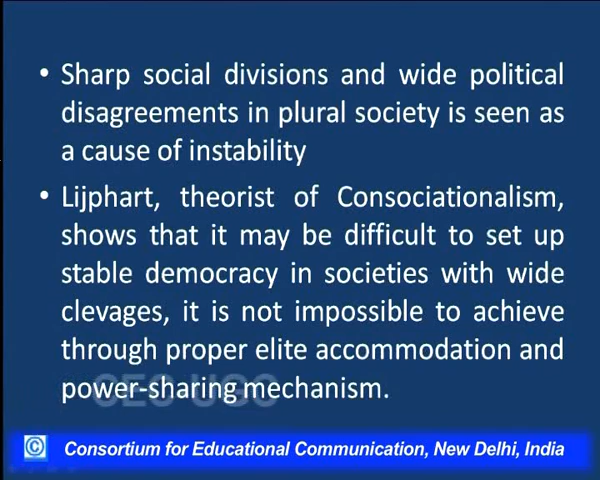 • Sharp social divisions and wide political
disagreements in plural society is seen as
a cause of instability
• Lijphart, theorist of Consociationalism,
shows that it may be difficult to set up
stable democracy in societies with wide
clevages, it is not impossible to achieve
through proper elite accommodation and
power-sharing mechanism.
CEC-UGC
© Consortium for Educational Communication, New Delhi, India